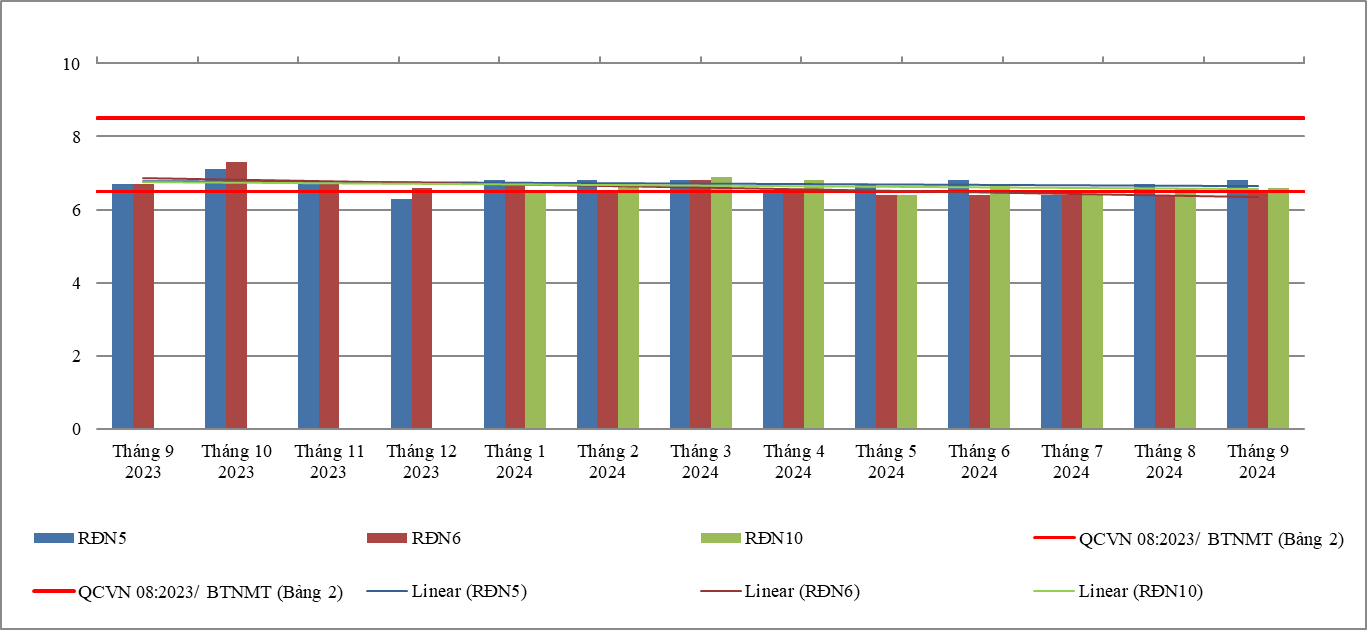 10
8
6
4
2
0
Tháng 9 Tháng 10 Tháng 11 Tháng 12 Tháng 1 Tháng 2 Tháng 3 Tháng 4 Tháng 5 Tháng 6 Tháng 7 Tháng 8 Tháng 9
2023 2023 2023 2023 2024 2024 2024 2024 2024 2024 2024 2024 2024
RĐN5 RĐN6 RĐN10 QCVN 08:2023/ BTNMT (Bảng 2)
QCVN 08:2023/ BTNMT (Bảng 2) Linear (RĐN5) Linear (RĐN6) Linear (RĐN10)